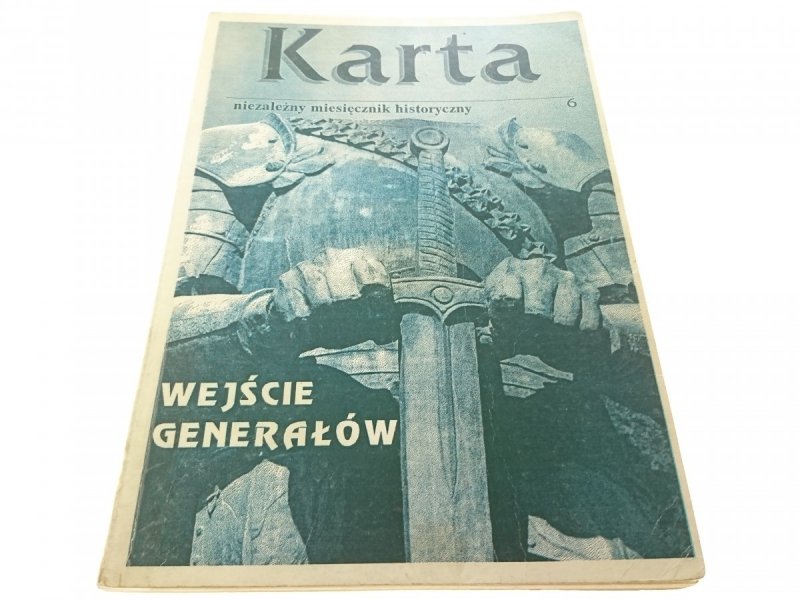 Karta
niezależny miesięcznik historyczny 6
WEJŚCIE
GENERAŁÓW